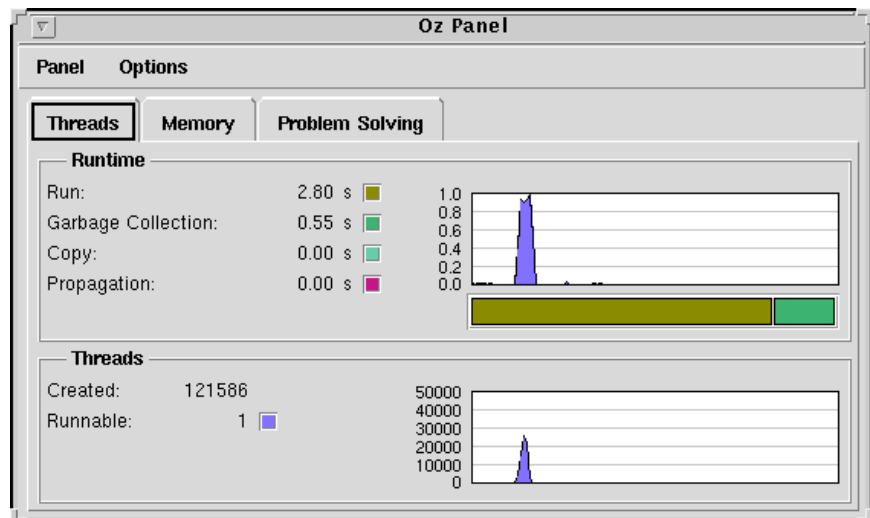 Oz Panel
Panel Options
Threads Memory Problem Solving
Runtime
Run: 2.80 s
Garbage Collection: 0.55 s
Copy: 0.00 s
Propagation: 0.00 s
1.0
0.8
0.6
0.4
0.2
0.0
Threads
Created: 121586
Runnable: 1
50000
40000
30000
20000
10000
0